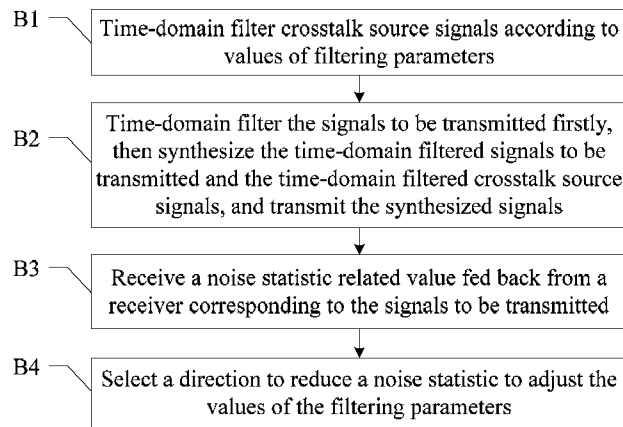 B1
Time-domain filter crosstalk source signals according to
values of filtering parameters
B2
Time-domain filter the signals to be transmitted firstly,
then synthesize the time-domain filtered signals to be
transmitted and the time-domain filtered crosstalk source
signals, and transmit the synthesized signals
B3
Receive a noise statistic related value fed back from a
receiver corresponding to the signals to be transmitted
B4
Select a direction to reduce a noise statistic to adjust the
values of the filtering parameters